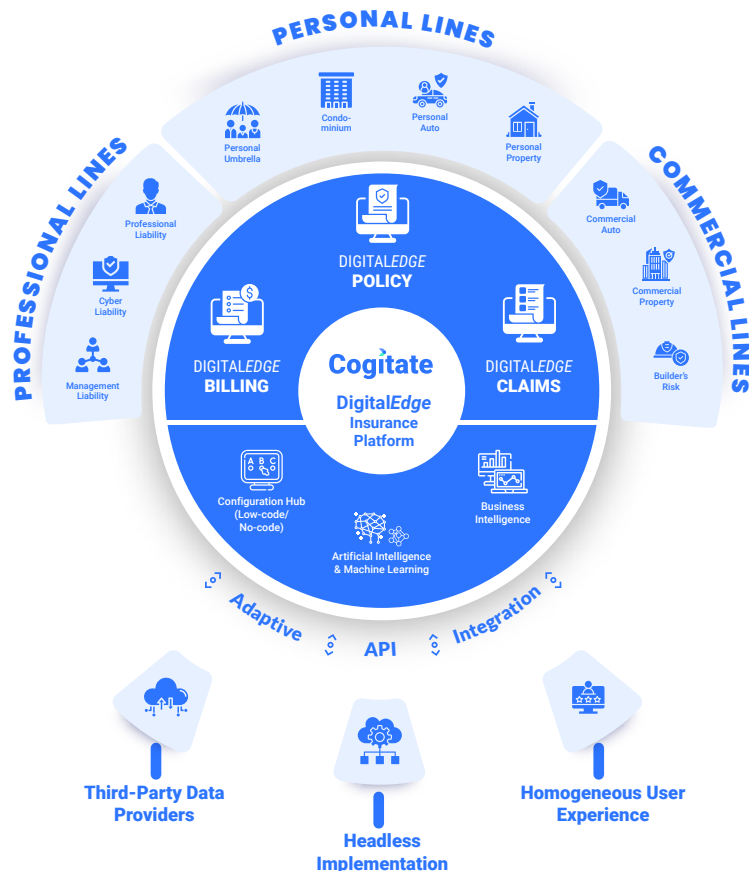 PERSONAL LINES
Personal
Umbrella
Condo-
minium
Personal
Auto
Personal
Property
PROFESSIONAL LINES
Professional
Liability
Cyber
Liability
Management
Liability
COMMERCIAL LINES
Commercial
Auto
Commercial
Property
Builder's
Risk
DIGITALEDGE
POLICY
DIGITALEDGE
BILLING
DIGITALEDGE
CLAIMS
$
Cogitate
DigitalEdge
Insurance
Platform
A B C
Configuration Hub
(Low-code/
No-code)
Artificial Intelligence
& Machine Learning
Business
Intelligence
Adaptive
API
Integration
Third-Party Data
Providers
Headless
Implementation
Homogeneous User
Experience